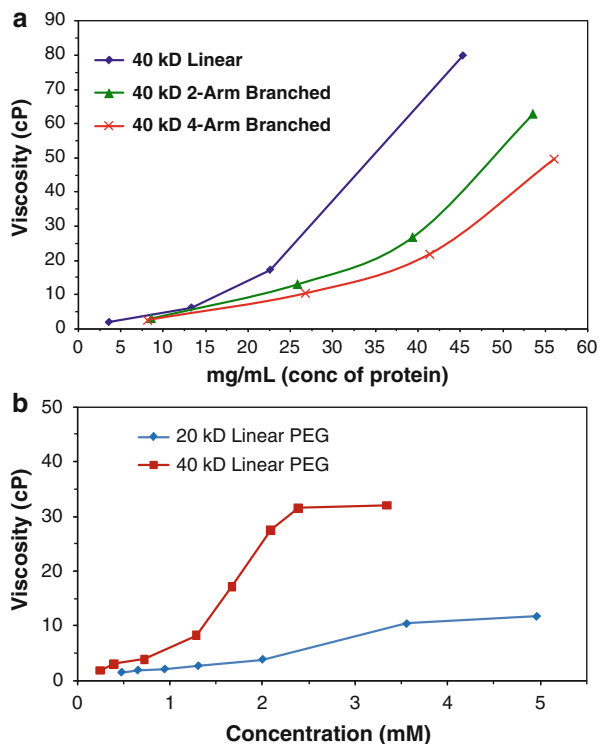 a
90
80
70
60
50
40
30
20
10
0
Viscosity (cP)
40 kD Linear
40 kD 2-Arm Branched
40 kD 4-Arm Branched
0 5 10 15 20 25 30 35 40 45 50 55 60
mg/mL (conc of protein)
b
50
40
30
20
10
0
Viscosity (cP)
20 kD Linear PEG
40 kD Linear PEG
0 1 2 3 4 5
Concentration (mM)